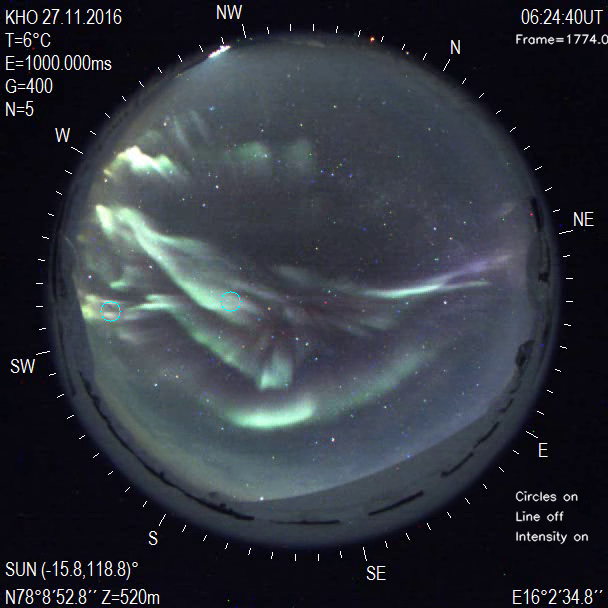 KHO 27.11.2016
T=6°C
E=1000.000ms
G=400
N=5
NW
06:24:40UT
Frame=1774.0
N
W
NE
SW
E
S
SE
Circles on
Line off
Intensity on
SUN (-15.8,118.8)°
N78°8'52.8'' Z=520m
E16°2'34.8''